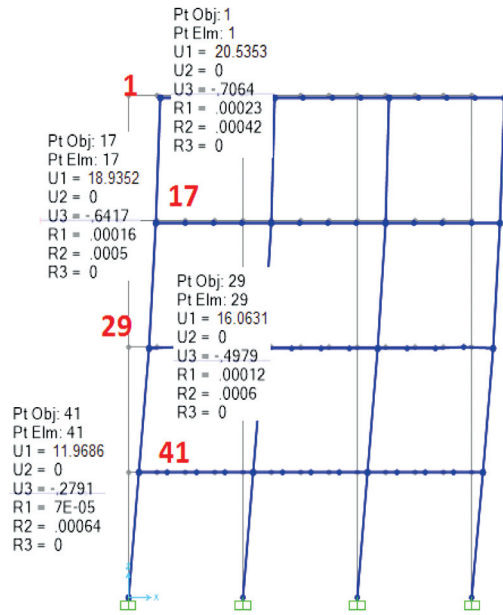 Pt Obj: 1
Pt Elm: 1
U1 = 20.5353
U2 = 0
U3 = -.7064
R1 = .00023
R2 = .00042
R3 = 0
1
Pt Obj: 17
Pt Elm: 17
U1 = 18.9352
U2 = 0
U3 = -.6417
R1 = .00016
R2 = .0005
R3 = 0
17
Pt Obj: 29
Pt Elm: 29
U1 = 16.0631
U2 = 0
U3 = -.4979
R1 = .00012
R2 = .0006
R3 = 0
29
Pt Obj: 41
Pt Elm: 41
U1 = 11.9686
U2 = 0
U3 = -.2791
R1 = 7E-05
R2 = .00064
R3 = 0
41
Z
X